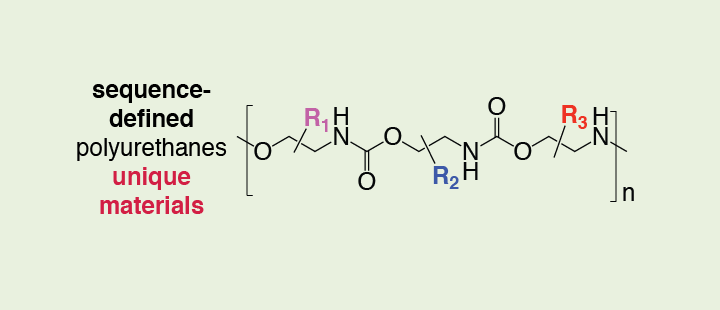 sequence-
defined
polyurethanes
unique
materials
O R₁ H N O O R₂ N H O O R₃ H N n